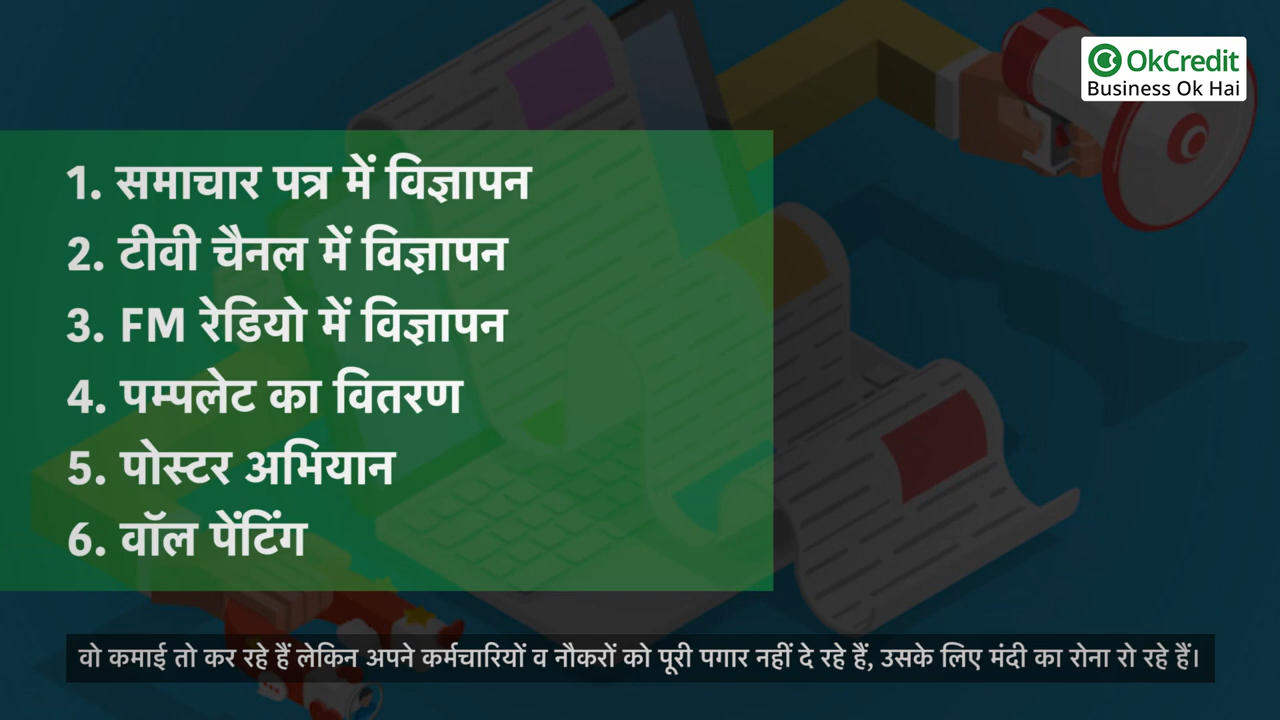 OkCredit
Business Ok Hai
1. समाचार पत्र में विज्ञापन
2. टीवी चैनल में विज्ञापन
3. FM रेडियो में विज्ञापन
4. पम्पलेट का वितरण
5. पोस्टर अभियान
6. वॉल पेंटिंग
वो कमाई तो कर रहे हैं लेकिन अपने कर्मचारियों व नौकरों को पूरी पगार नहीं दे रहे हैं, उसके लिए मंदी का रोना रो रहे हैं।